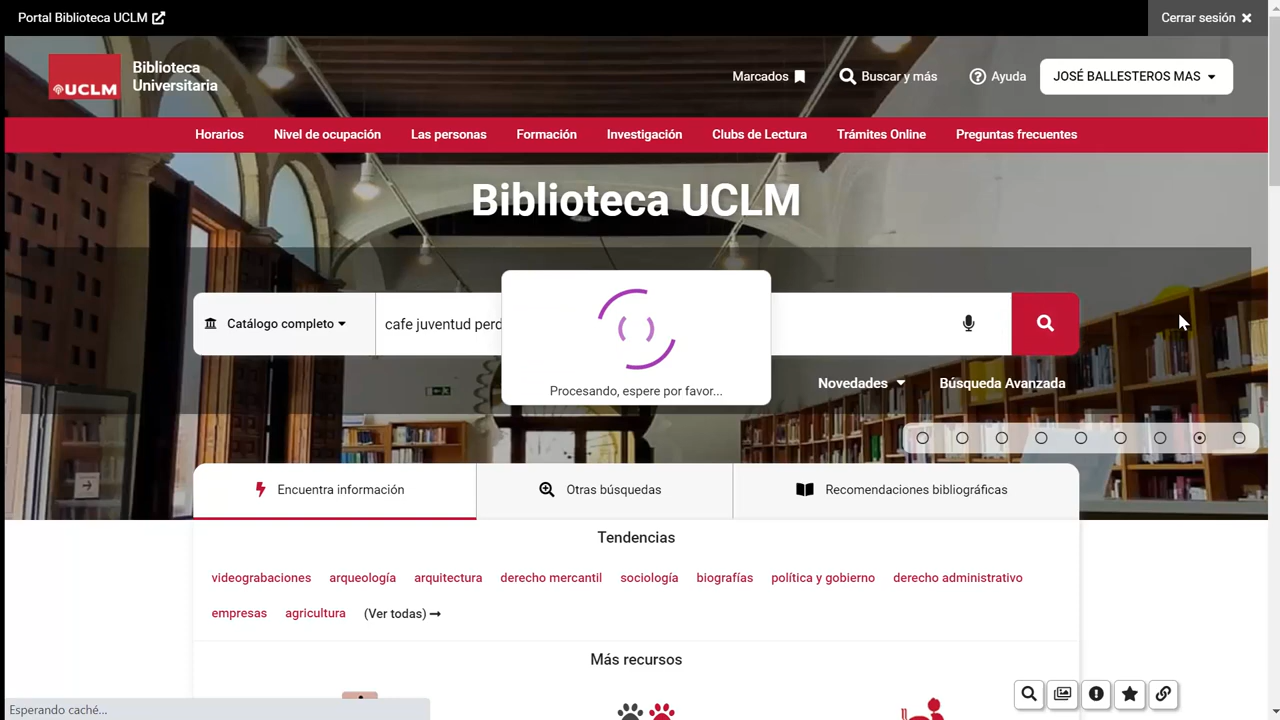 Portal Biblioteca UCLM
Cerrar sesión ×
UCLM
Biblioteca
Universitaria
Marcados
Buscar y más
Ayuda
JOSÉ BALLESTEROS MAS
Horarios
Nivel de ocupación
Las personas
Formación
Investigación
Clubs de Lectura
Trámites Online
Preguntas frecuentes
Biblioteca UCLM
Catálogo completo
cafe juventud perd
Procesando, espere por favor...
Novedades
Búsqueda Avanzada
Encuentra información
Otras búsquedas
Recomendaciones bibliográficas
Tendencias
videograbaciones arqueología arquitectura derecho mercantil sociología biografías política y gobierno derecho administrativo
empresas agricultura (Ver todas)
Más recursos
Esperando caché...